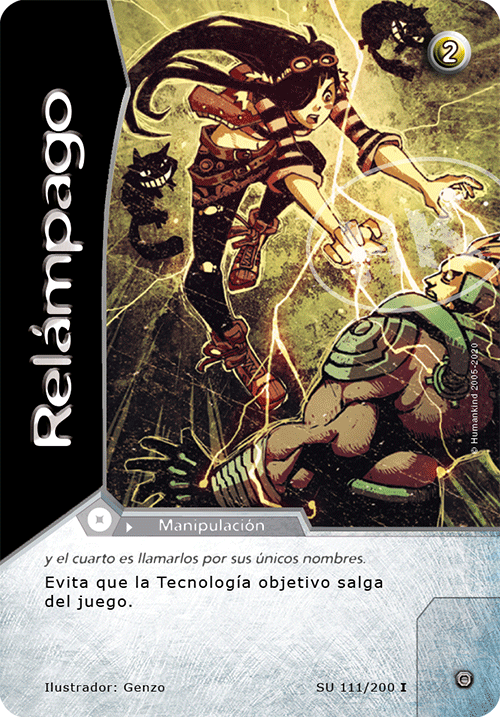 2
Relámpago
© Humankind 2005-2020
Manipulación
y el cuarto es llamarlos por sus únicos nombres.
Evita que la Tecnología objetivo salga
del juego.
Ilustrador: Genzo
SU 111/200 I